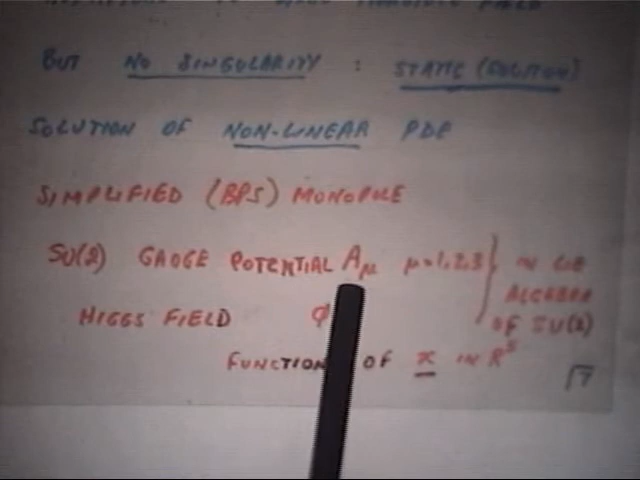 BUT NO SINGULARITY : STATIC (SOLITON)
SOLUTION OF NON-LINEAR PDE
SIMPLIFIED (BPS) MONOPOLE
SU(2) GAUGE POTENTIAL Aμ μ=1,2,3 } IN LIE
ALGEBRA
HIGGS FIELD φ OF SU(2)
FUNCTION OF x IN R³
17